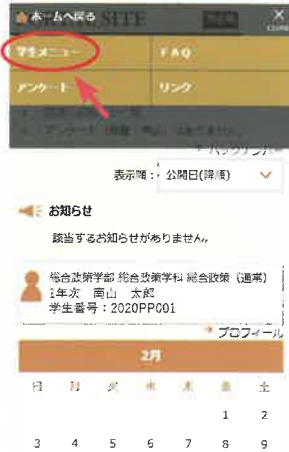 ホームへ戻る SITE
CLOSE
学生メニュー FAQ
アンケート リンク
表示順： 公開日(降順)
お知らせ
該当するお知らせがありません。
総合政策学部 総合政策学科 総合政策（通常）
南山 太郎
学生番号：2020PP001
プロフィール
2月
日 月 火 水 木 金 土
1 2
3 4 5 6 7 8 9